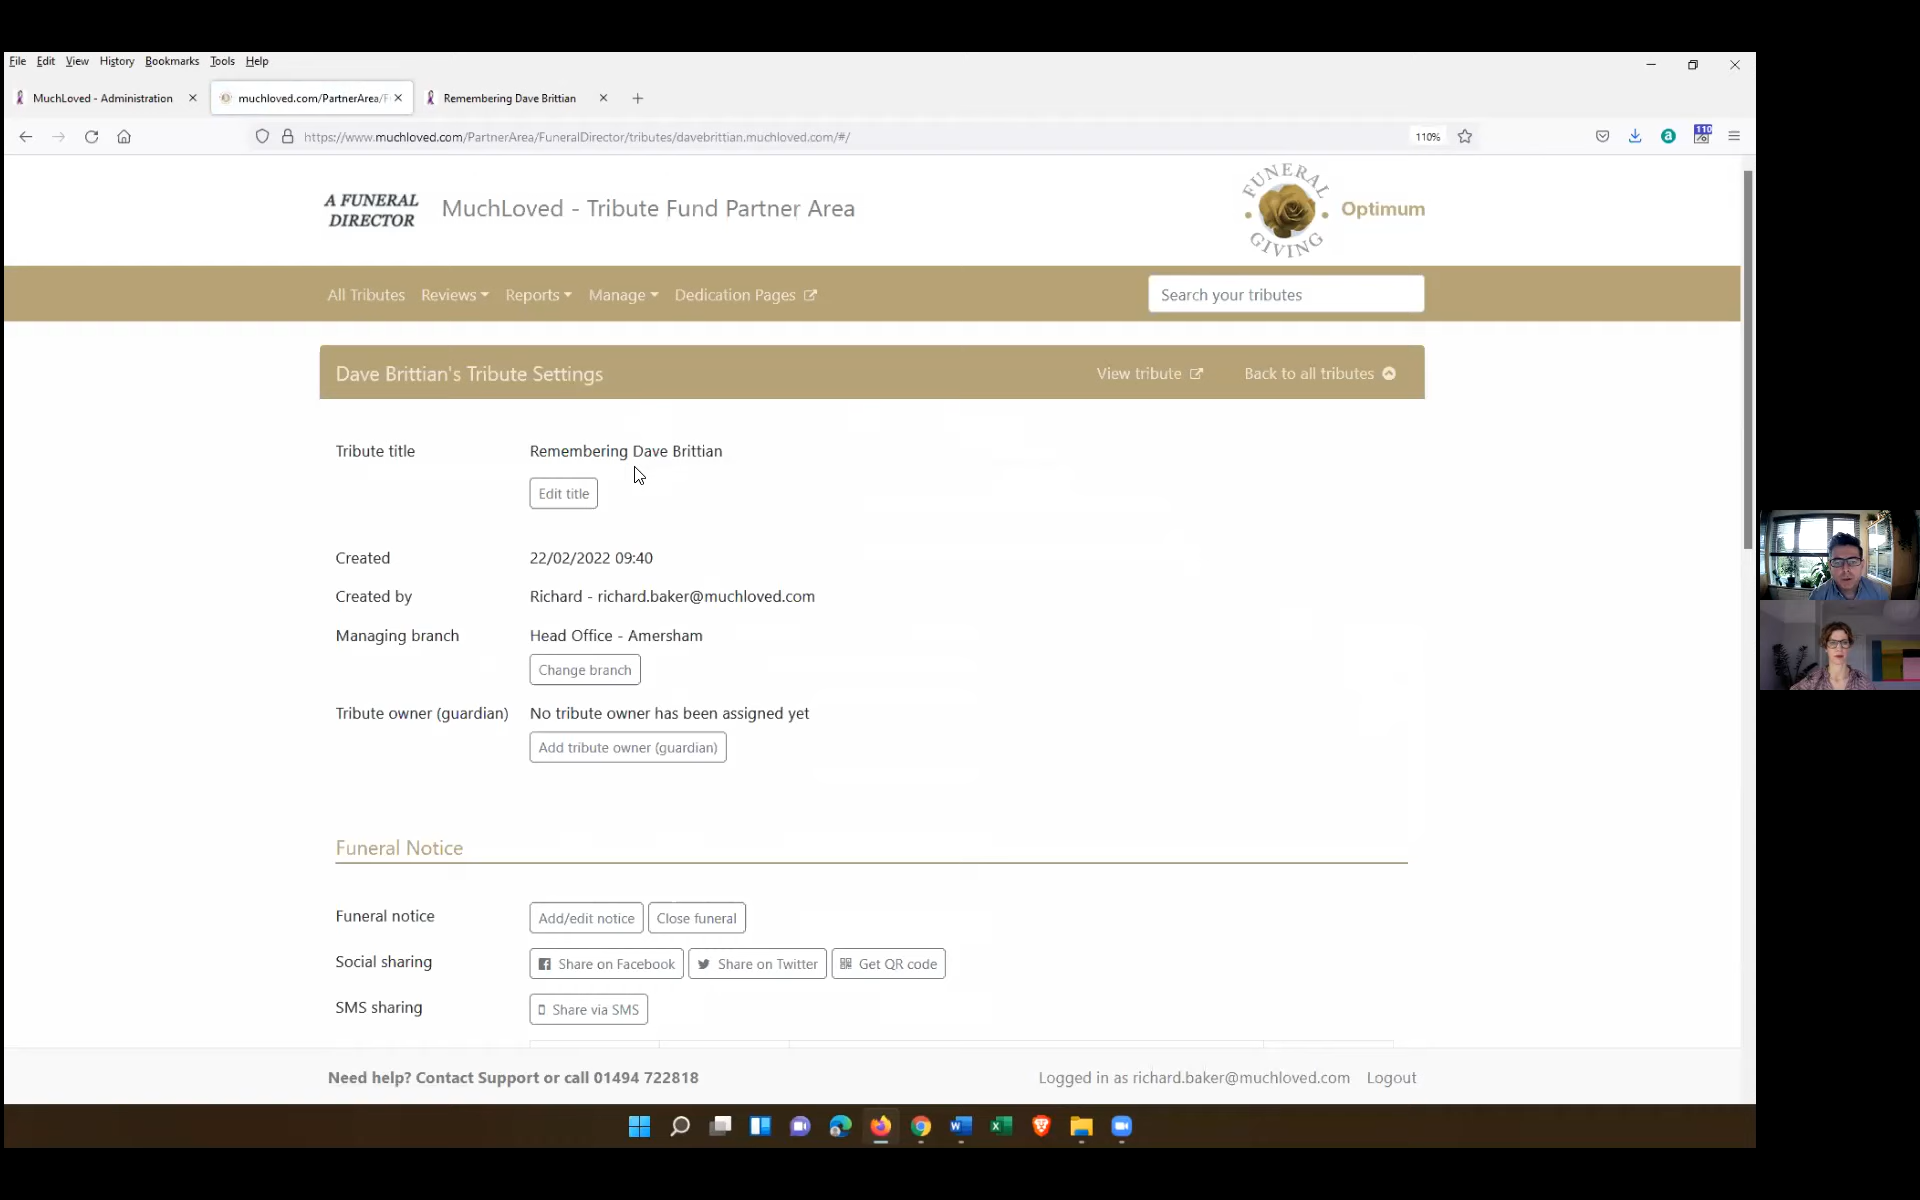 File Edit View History Bookmarks Tools Help
MuchLoved - Administration
muchloved.com/PartnerArea/F
Remembering Dave Brittian
https://www.muchloved.com/PartnerArea/FuneralDirector/tributes/davebrittian.muchloved.com/#/
110%
110
A FUNERAL
DIRECTOR
MuchLoved - Tribute Fund Partner Area
FUNERAL
GIVING
Optimum
All Tributes Reviews Reports Manage Dedication Pages
Search your tributes
Dave Brittian's Tribute Settings
View tribute
Back to all tributes
Tribute title
Remembering Dave Brittian
Edit title
Created
22/02/2022 09:40
Created by
Richard - richard.baker@muchloved.com
Managing branch
Head Office - Amersham
Change branch
Tribute owner (guardian)
No tribute owner has been assigned yet
Add tribute owner (guardian)
Funeral Notice
Funeral notice
Add/edit notice Close funeral
Social sharing
Share on Facebook Share on Twitter Get QR code
SMS sharing
Share via SMS
Need help? Contact Support or call 01494 722818
Logged in as richard.baker@muchloved.com Logout